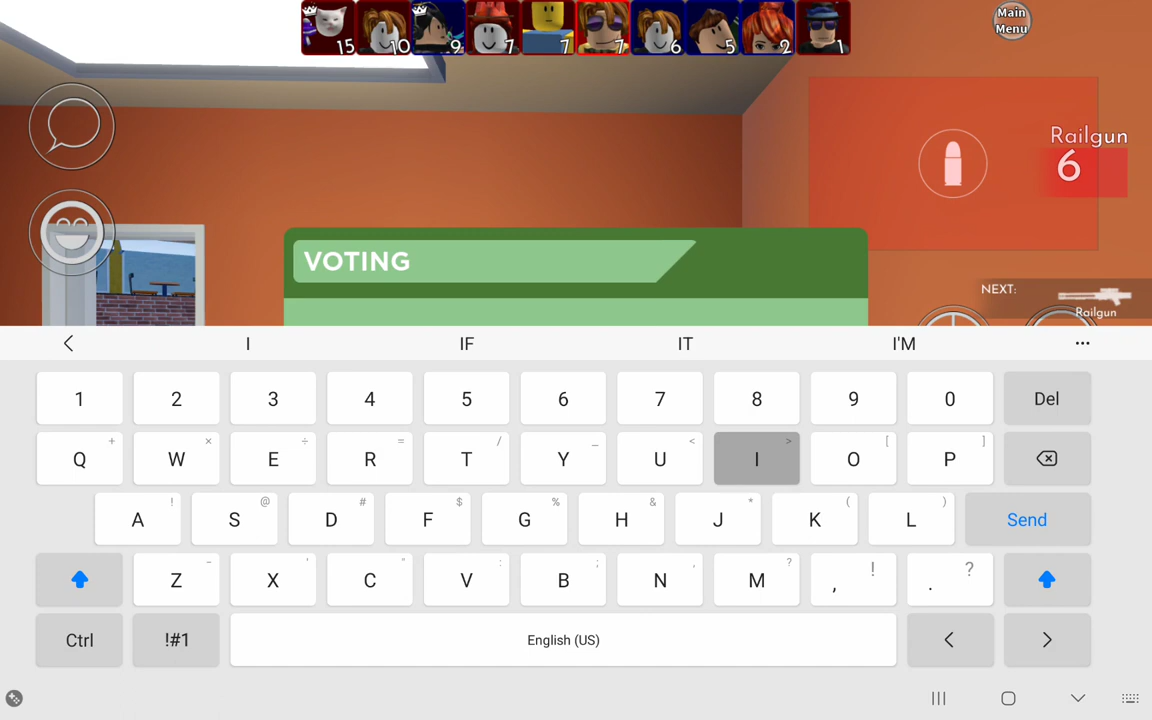 15 10 9 7 7 7 6 5 2 1
Main
Menu
Railgun
6
VOTING
NEXT:
Railgun
I IF IT I'M ...
1 2 3 4 5 6 7 8 9 0 Del
+ × ÷ = / _ < > [ ]
Q W E R T Y U I O P
! @ # $ % & * ( )
A S D F G H J K L Send
- ' " : ; , ? ! ?
Z X C V B N M , .
Ctrl !#1 English (US) < >